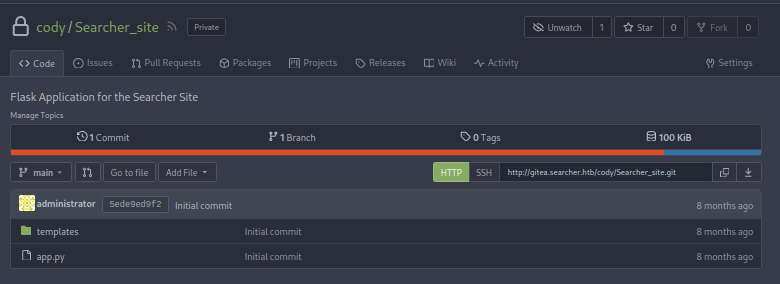 cody / Searcher_site Private Unwatch 1 Star 0 Fork 0
Code Issues Pull Requests Packages Projects Releases Wiki Activity Settings
Flask Application for the Searcher Site
Manage Topics
1 Commit 1 Branch 0 Tags 100 KiB
main Go to file Add File HTTP SSH http://gitea.searcher.htb/cody/Searcher_site.git
administrator 5ede9ed9f2 Initial commit 8 months ago
templates Initial commit 8 months ago
app.py Initial commit 8 months ago